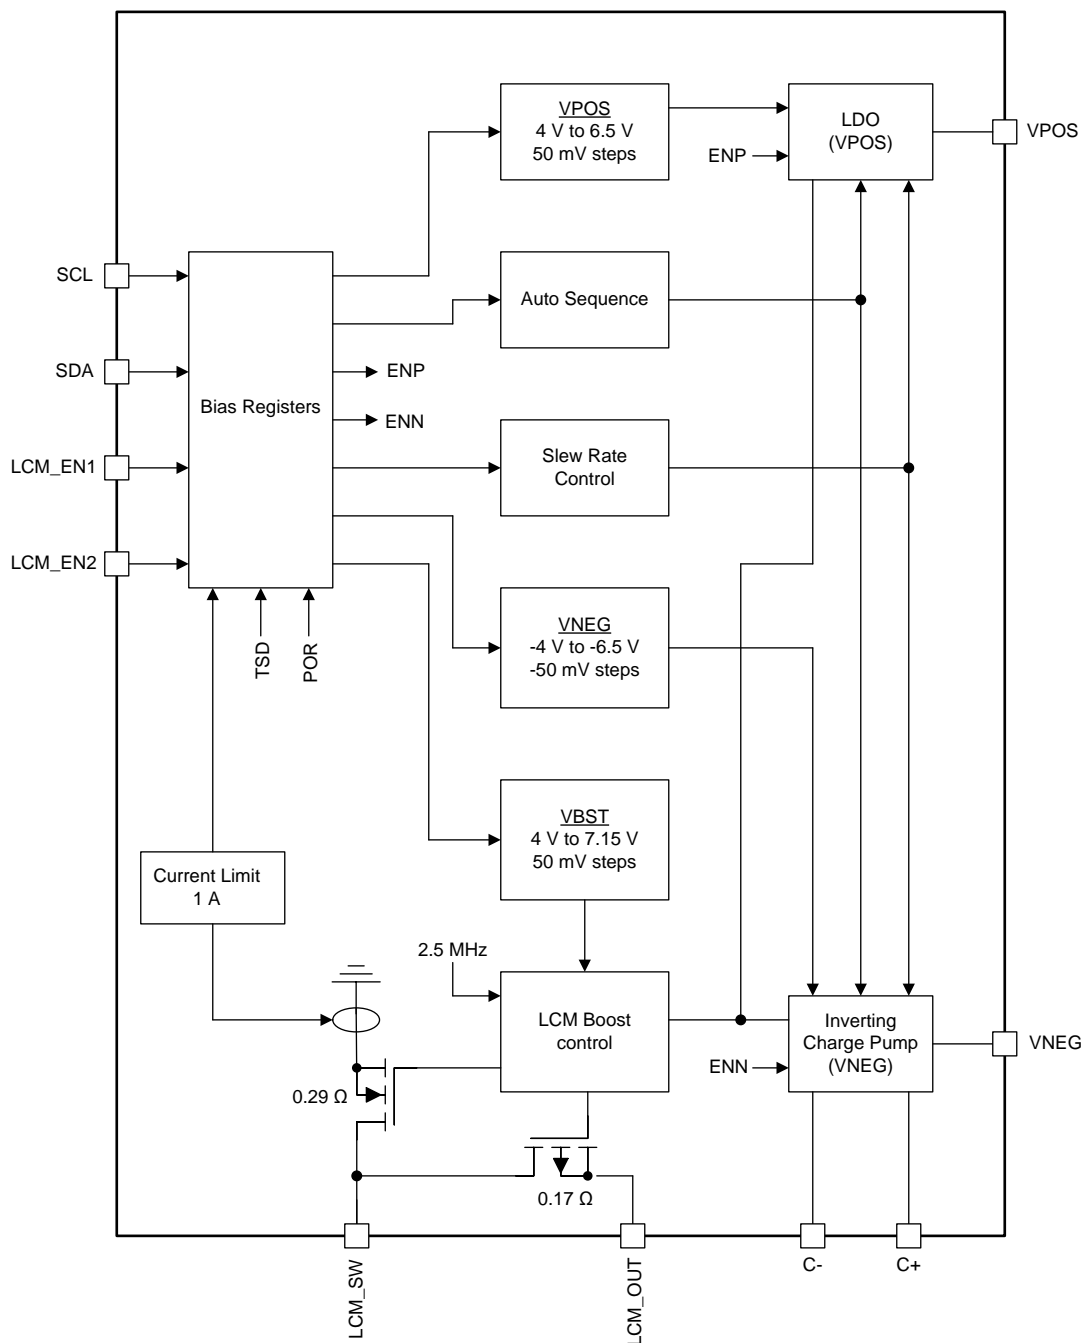 VPOS
4 V to 6.5 V
50 mV steps
LDO
(VPOS)
VPOS
ENP
SCL
Auto Sequence
SDA
ENP
Bias Registers
ENN
LCM_EN1
Slew Rate
Control
LCM_EN2
VNEG
-4 V to -6.5 V
-50 mV steps
TSD
POR
VBST
4 V to 7.15 V
50 mV steps
Current Limit
1 A
2.5 MHz
LCM Boost
control
Inverting
Charge Pump
(VNEG)
VNEG
ENN
0.29 Ω
0.17 Ω
LCM_SW
LCM_OUT
C-
C+